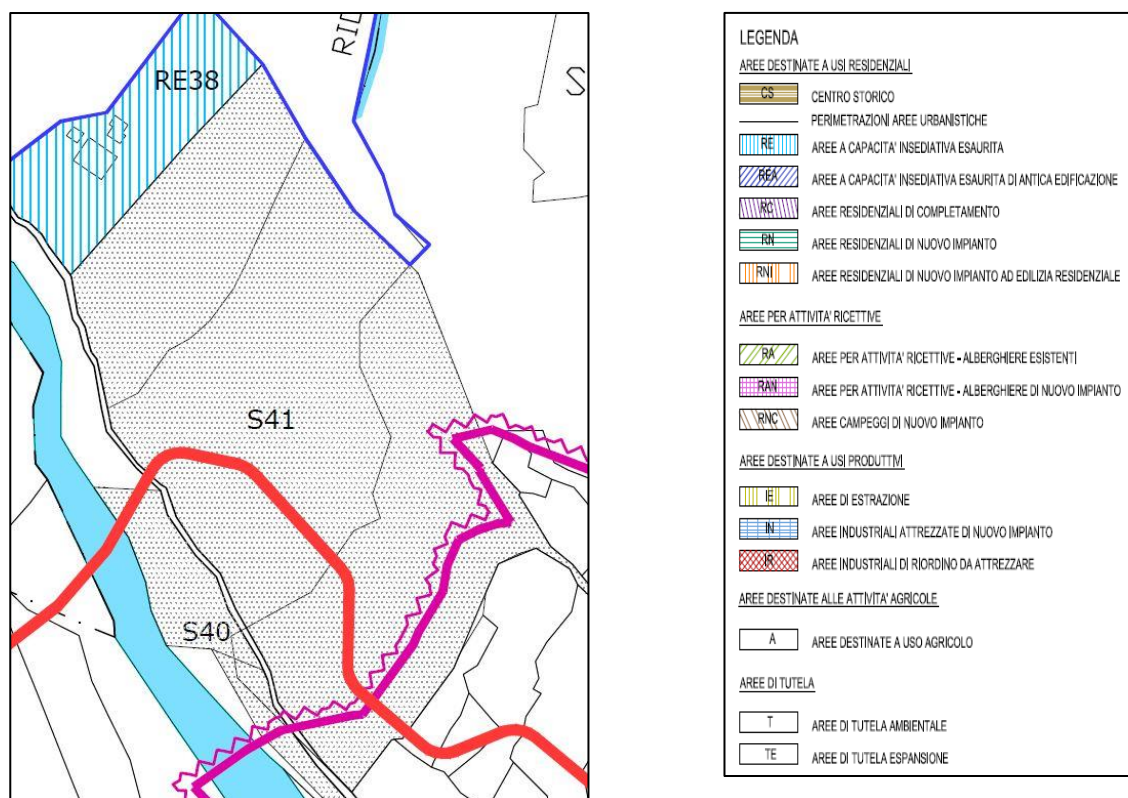 RE38
RID
S
S41
S40
LEGENDA
AREE DESTINATE A USI RESIDENZIALI
CS CENTRO STORICO
PERIMETRAZIONI AREE URBANISTICHE
RE AREE A CAPACITA' INSEDIATIVA ESAURITA
REA AREE A CAPACITA' INSEDIATIVA ESAURITA DI ANTICA EDIFICAZIONE
RC AREE RESIDENZIALI DI COMPLETAMENTO
RN AREE RESIDENZIALI DI NUOVO IMPIANTO
RNI AREE RESIDENZIALI DI NUOVO IMPIANTO AD EDILIZIA RESIDENZIALE
AREE PER ATTIVITA' RICETTIVE
RA AREE PER ATTIVITA' RICETTIVE - ALBERGHIERE ESISTENTI
RAN AREE PER ATTIVITA' RICETTIVE - ALBERGHIERE DI NUOVO IMPIANTO
RNC AREE CAMPEGGI DI NUOVO IMPIANTO
AREE DESTINATE A USI PRODUTTIVI
IE AREE DI ESTRAZIONE
IN AREE INDUSTRIALI ATTREZZATE DI NUOVO IMPIANTO
IR AREE INDUSTRIALI DI RIORDINO DA ATTREZZARE
AREE DESTINATE ALLE ATTIVITA' AGRICOLE
A AREE DESTINATE A USO AGRICOLO
AREE DI TUTELA
T AREE DI TUTELA AMBIENTALE
TE AREE DI TUTELA ESPANSIONE